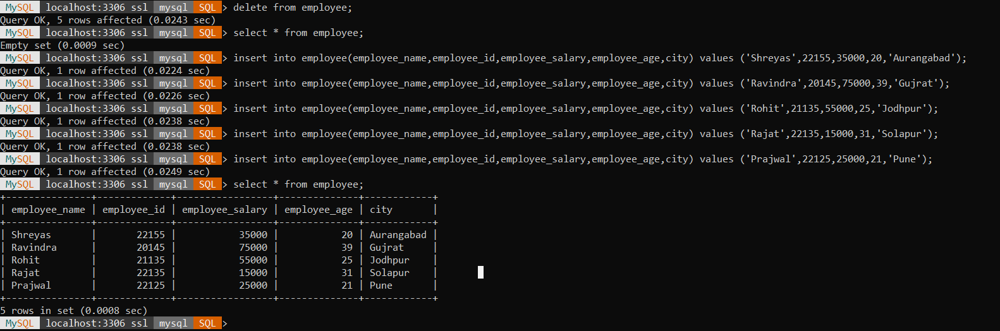 MySQL localhost:3306 ssl mysql SQL > delete from employee;
Query OK, 5 rows affected (0.0243 sec)
MySQL localhost:3306 ssl mysql SQL > select * from employee;
Empty set (0.0009 sec)
MySQL localhost:3306 ssl mysql SQL > insert into employee(employee_name,employee_id,employee_salary,employee_age,city) values ('Shreyas',22155,35000,20,'Aurangabad');
Query OK, 1 row affected (0.0224 sec)
MySQL localhost:3306 ssl mysql SQL > insert into employee(employee_name,employee_id,employee_salary,employee_age,city) values ('Ravindra',20145,75000,39,'Gujrat');
Query OK, 1 row affected (0.0226 sec)
MySQL localhost:3306 ssl mysql SQL > insert into employee(employee_name,employee_id,employee_salary,employee_age,city) values ('Rohit',21135,55000,25,'Jodhpur');
Query OK, 1 row affected (0.0238 sec)
MySQL localhost:3306 ssl mysql SQL > insert into employee(employee_name,employee_id,employee_salary,employee_age,city) values ('Rajat',22135,15000,31,'Solapur');
Query OK, 1 row affected (0.0238 sec)
MySQL localhost:3306 ssl mysql SQL > insert into employee(employee_name,employee_id,employee_salary,employee_age,city) values ('Prajwal',22125,25000,21,'Pune');
Query OK, 1 row affected (0.0249 sec)
MySQL localhost:3306 ssl mysql SQL > select * from employee;
+---------------+-------------+-----------------+--------------+------------+
| employee_name | employee_id | employee_salary | employee_age | city       |
+---------------+-------------+-----------------+--------------+------------+
| Shreyas       |       22155 |           35000 |           20 | Aurangabad |
| Ravindra      |       20145 |           75000 |           39 | Gujrat     |
| Rohit         |       21135 |           55000 |           25 | Jodhpur    |
| Rajat         |       22135 |           15000 |           31 | Solapur    |
| Prajwal       |       22125 |           25000 |           21 | Pune       |
+---------------+-------------+-----------------+--------------+------------+
5 rows in set (0.0008 sec)
MySQL localhost:3306 ssl mysql SQL >